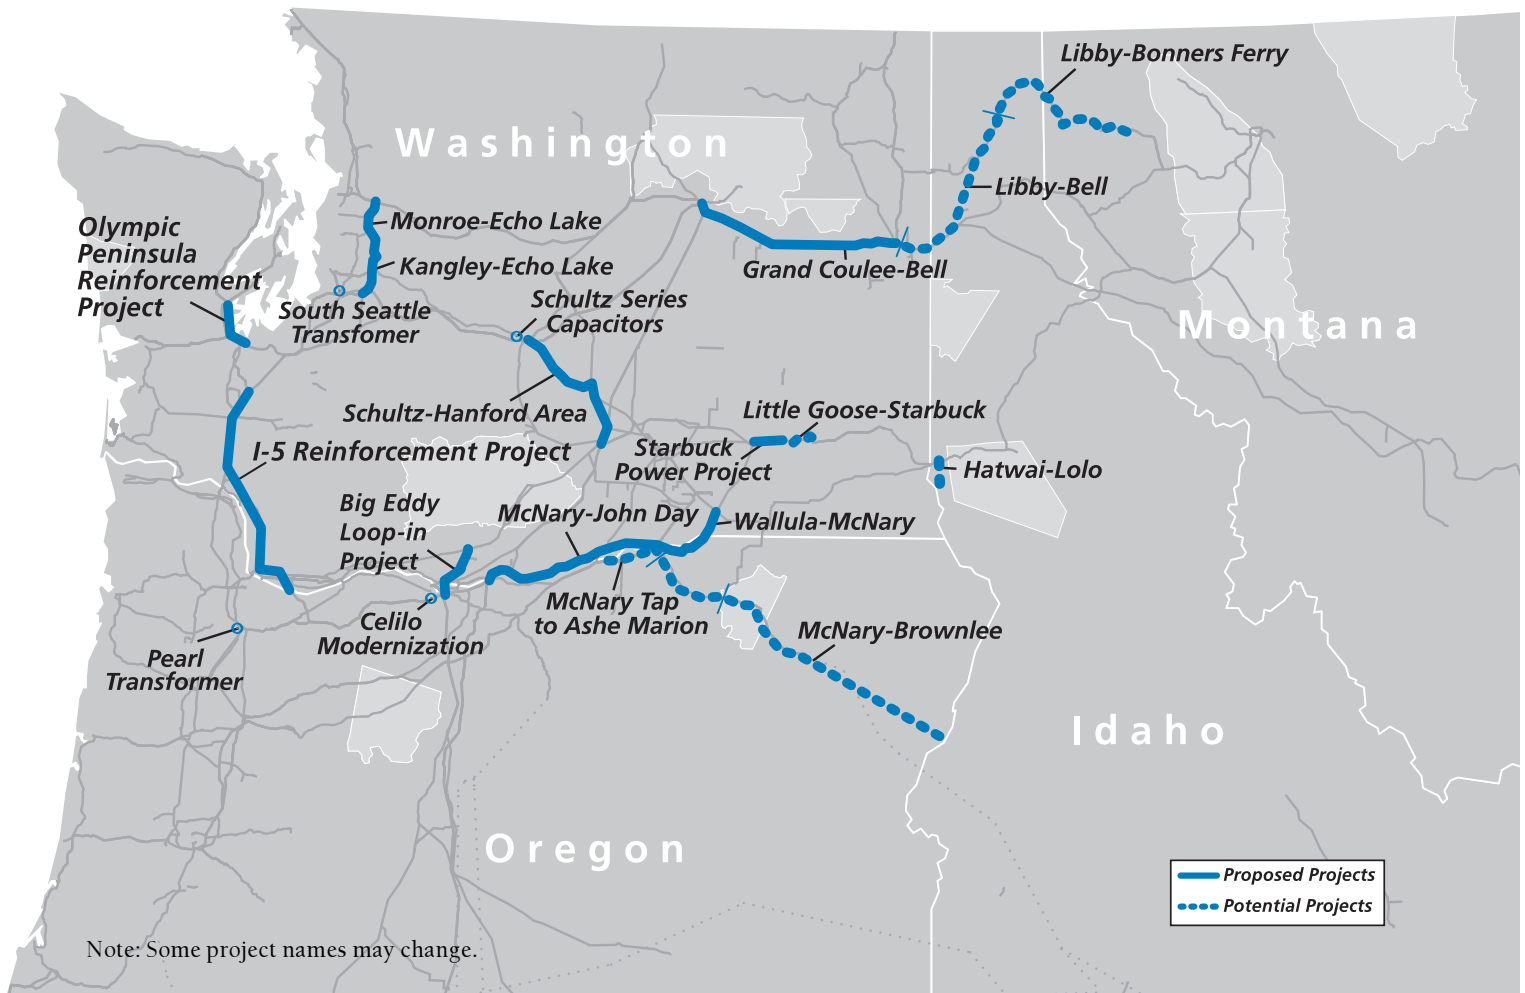 Libby-Bonners Ferry
Washington
Libby-Bell
Olympic
Peninsula
Reinforcement
Project
Monroe-Echo Lake
Kangley-Echo Lake
Grand Coulee-Bell
South Seattle
Transfomer
Schultz Series
Capacitors
Montana
Schultz-Hanford Area
Little Goose-Starbuck
I-5 Reinforcement Project
Starbuck
Power Project
Hatwai-Lolo
Big Eddy
Loop-in
Project
McNary-John Day
Wallula-McNary
McNary Tap
to Ashe Marion
Celilo
Modernization
McNary-Brownlee
Pearl
Transformer
Idaho
Oregon
Proposed Projects
Potential Projects
Note: Some project names may change.